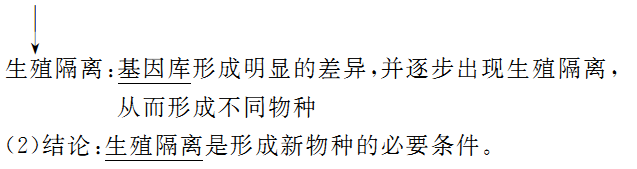 生殖隔离:基因库形成明显的差异,并逐步出现生殖隔离,
从而形成不同物种
(2)结论:生殖隔离是形成新物种的必要条件。